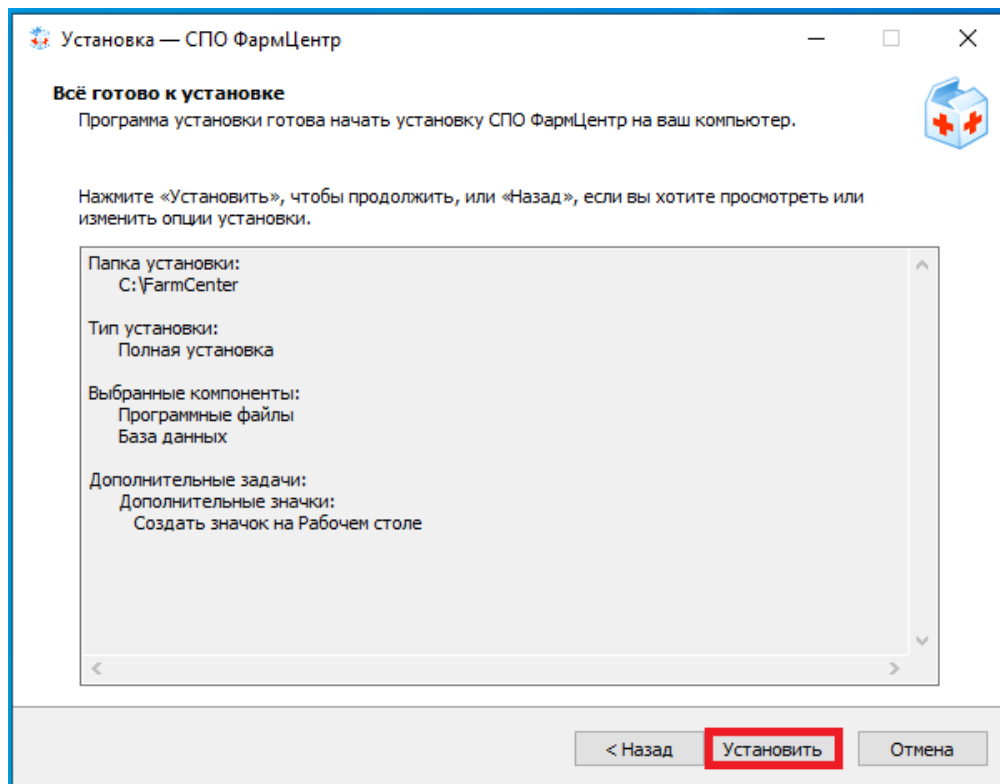 Установка — СПО ФармЦентр
Всё готово к установке
Программа установки готова начать установку СПО ФармЦентр на ваш компьютер.
Нажмите «Установить», чтобы продолжить, или «Назад», если вы хотите просмотреть или
изменить опции установки.
Папка установки:
C:\FarmCenter
Тип установки:
Полная установка
Выбранные компоненты:
Программные файлы
База данных
Дополнительные задачи:
Дополнительные значки:
Создать значок на Рабочем столе
< Назад
Установить
Отмена